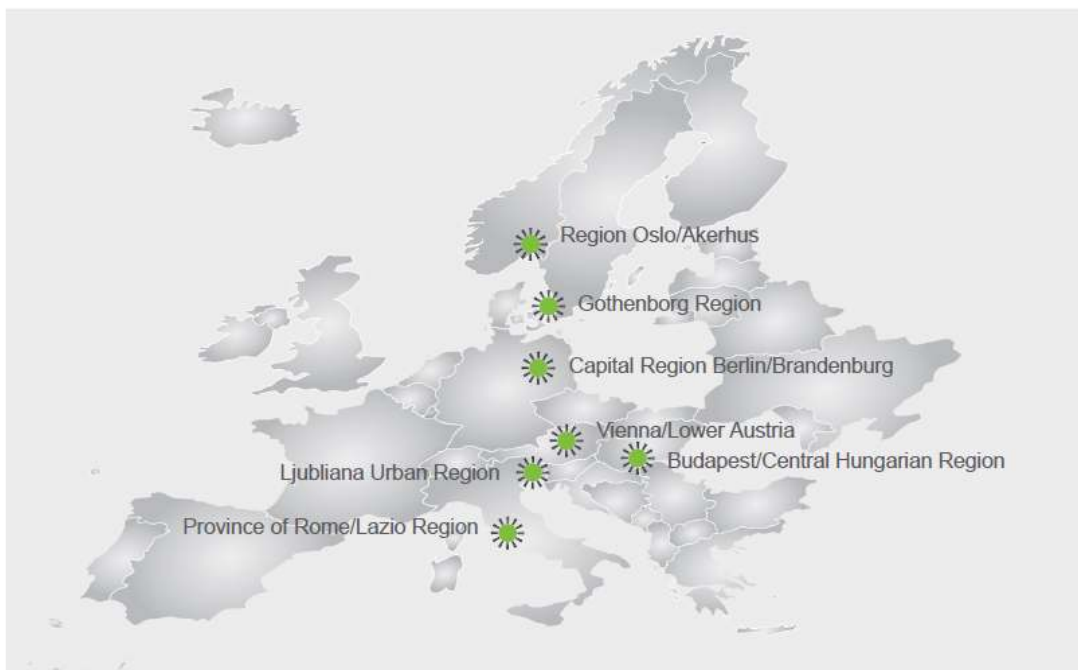 Region Oslo/Akerhus
Gothenborg Region
Capital Region Berlin/Brandenburg
Vienna/Lower Austria
Budapest/Central Hungarian Region
Ljubliana Urban Region
Province of Rome/Lazio Region